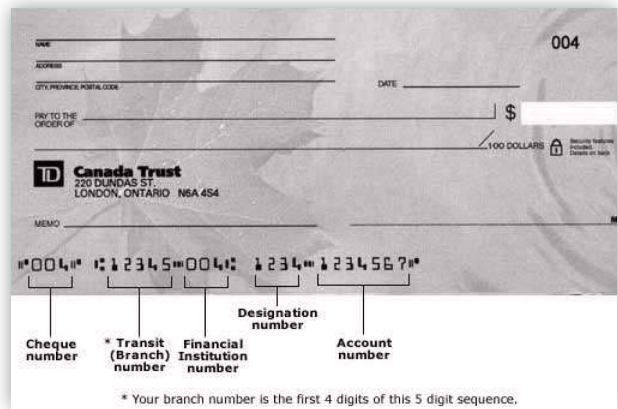 004
NAME
ADDRESS
CITY, PROVINCE, POSTAL CODE
DATE
PAY TO THE
ORDER OF
$
/100 DOLLARS
Security features
included.
Details on back.
TD Canada Trust
220 DUNDAS ST.
LONDON, ONTARIO N6A 4S4
MEMO
M
⑈004⑈ ⑆12345⑉004⑆ 1234⑉1234567⑈
Cheque
number
* Transit
(Branch)
number
Financial
Institution
number
Designation
number
Account
number
* Your branch number is the first 4 digits of this 5 digit sequence.